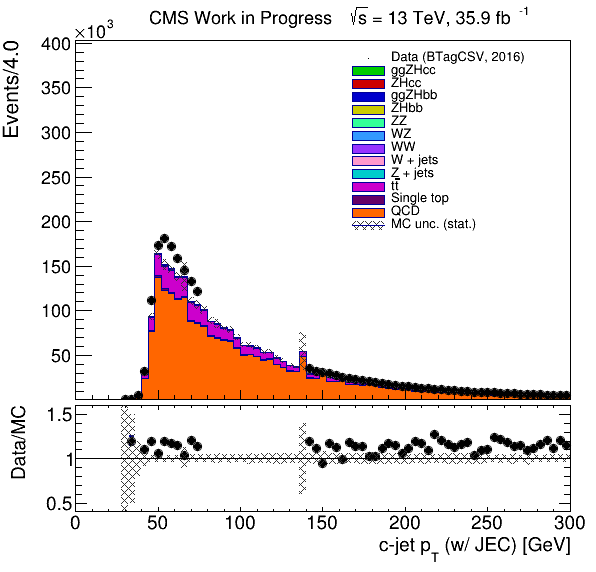 CMS Work in Progress √s = 13 TeV, 35.9 fb⁻¹
×10³
Events/4.0
400
350
300
250
200
150
100
50
Data (BTagCSV, 2016)
ggZHcc
ZHcc
ggZHbb
ZHbb
ZZ
WZ
WW
W + jets
Z + jets
tt̅
Single top
QCD
MC unc. (stat.)
Data/MC
1.5
1
0.5
0 50 100 150 200 250 300
c-jet p_T (w/ JEC) [GeV]